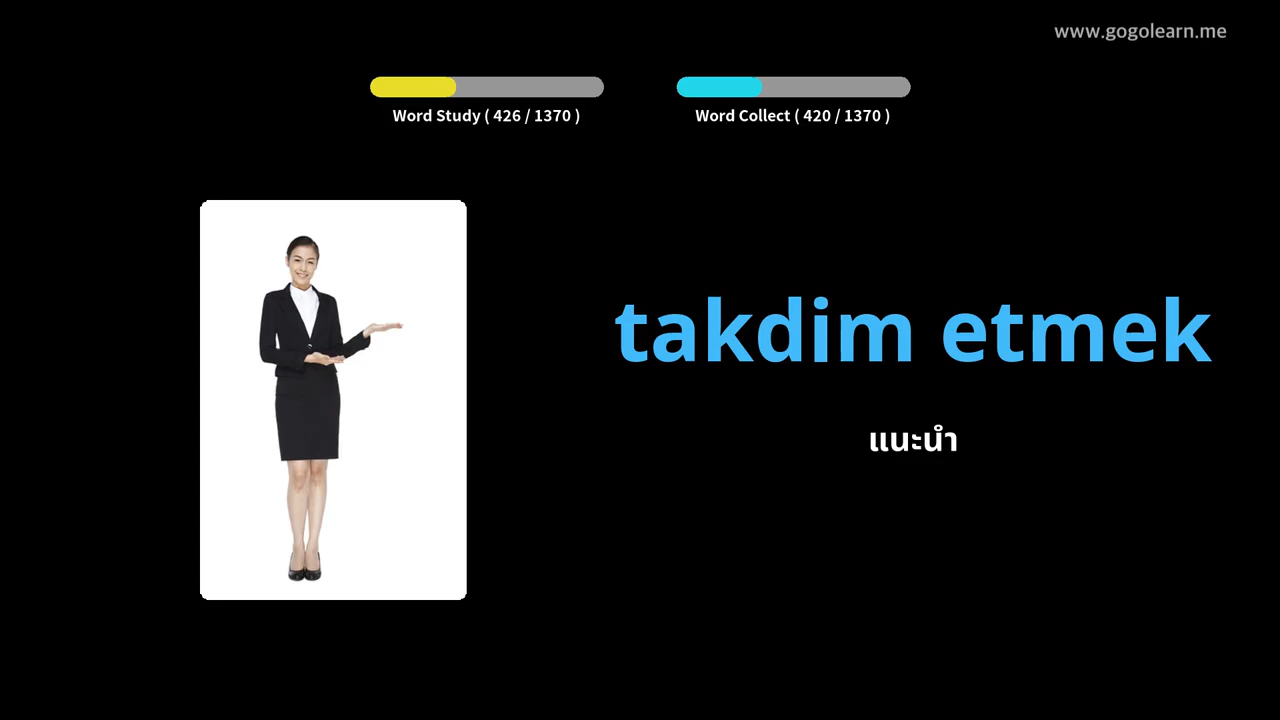 www.gogolearn.me
Word Study ( 426 / 1370 )
Word Collect ( 420 / 1370 )
takdim etmek
แนะนำ